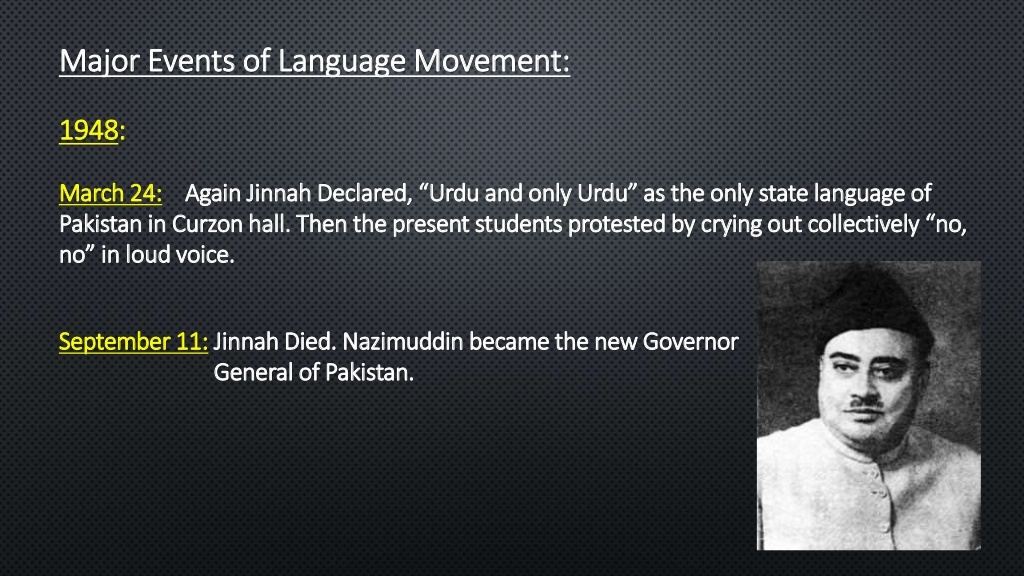 Major Events of Language Movement:
1948:
March 24: Again Jinnah Declared, “Urdu and only Urdu” as the only state language of
Pakistan in Curzon hall. Then the present students protested by crying out collectively “no,
no” in loud voice.
September 11: Jinnah Died. Nazimuddin became the new Governor
General of Pakistan.